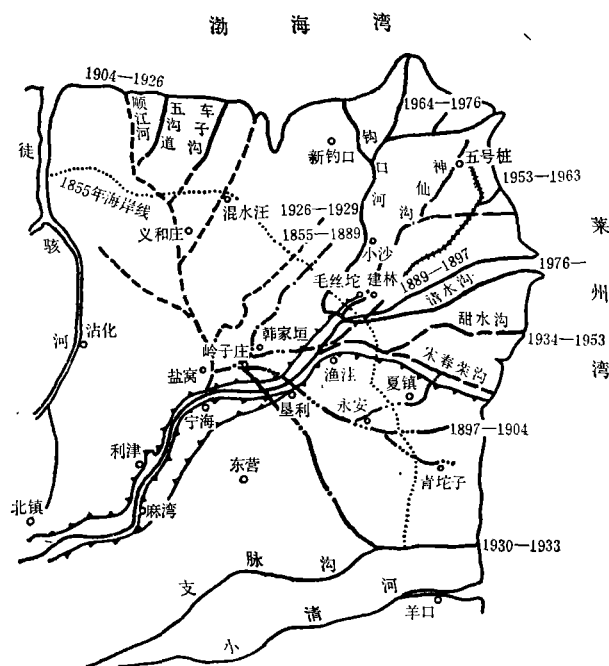 渤海湾
1904—1926
顺江河
五沟道
车子沟
1964—1976
钩口河
新钓口
神仙沟
五号桩
1953—1963
徒骇河
1855年海岸线
混水汪
义和庄
1926—1929
1855—1889
小沙
莱州湾
毛丝坨
建林
1889—1897
1976—
清水沟
甜水沟
1934—1953
宋春荣沟
沾化
韩家垣
岭子庄
盐窝
渔洼
夏镇
宁海
垦利
永安
1897—1904
利津
东营
青坨子
北镇
麻湾
1930—1933
支脉沟
小清河
羊口